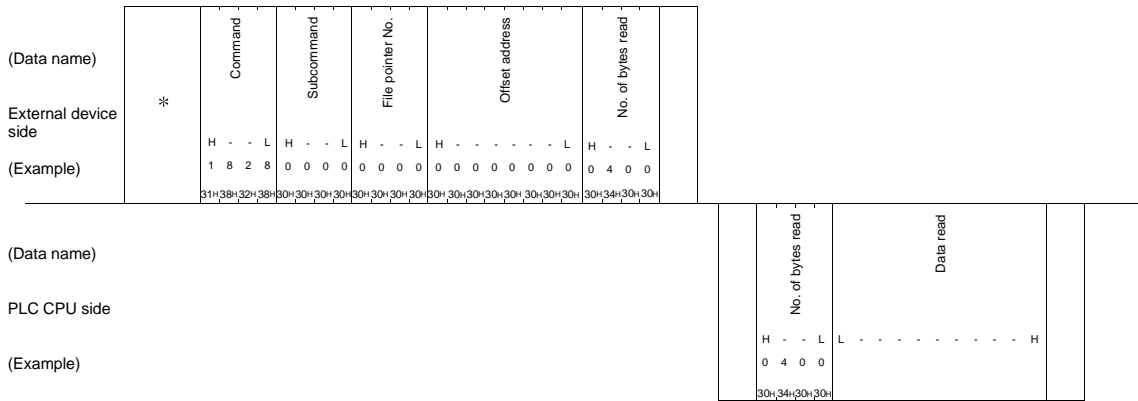 (Data name)
External device
side
(Example)
*
Command
H - - L
1 8 2 8
31H 38H 32H 38H
Subcommand
H - - L
0 0 0 0
30H 30H 30H 30H
File pointer No.
H - - L
0 0 0 0
30H 30H 30H 30H
Offset address
H - - - - - - L
0 0 0 0 0 0 0 0
30H 30H 30H 30H 30H 30H 30H 30H
No. of bytes read
H - - L
0 4 0 0
30H 34H 30H 30H
(Data name)
PLC CPU side
(Example)
No. of bytes read
H - - L
0 4 0 0
30H 34H 30H 30H
Data read
L - - - - - - - - - H